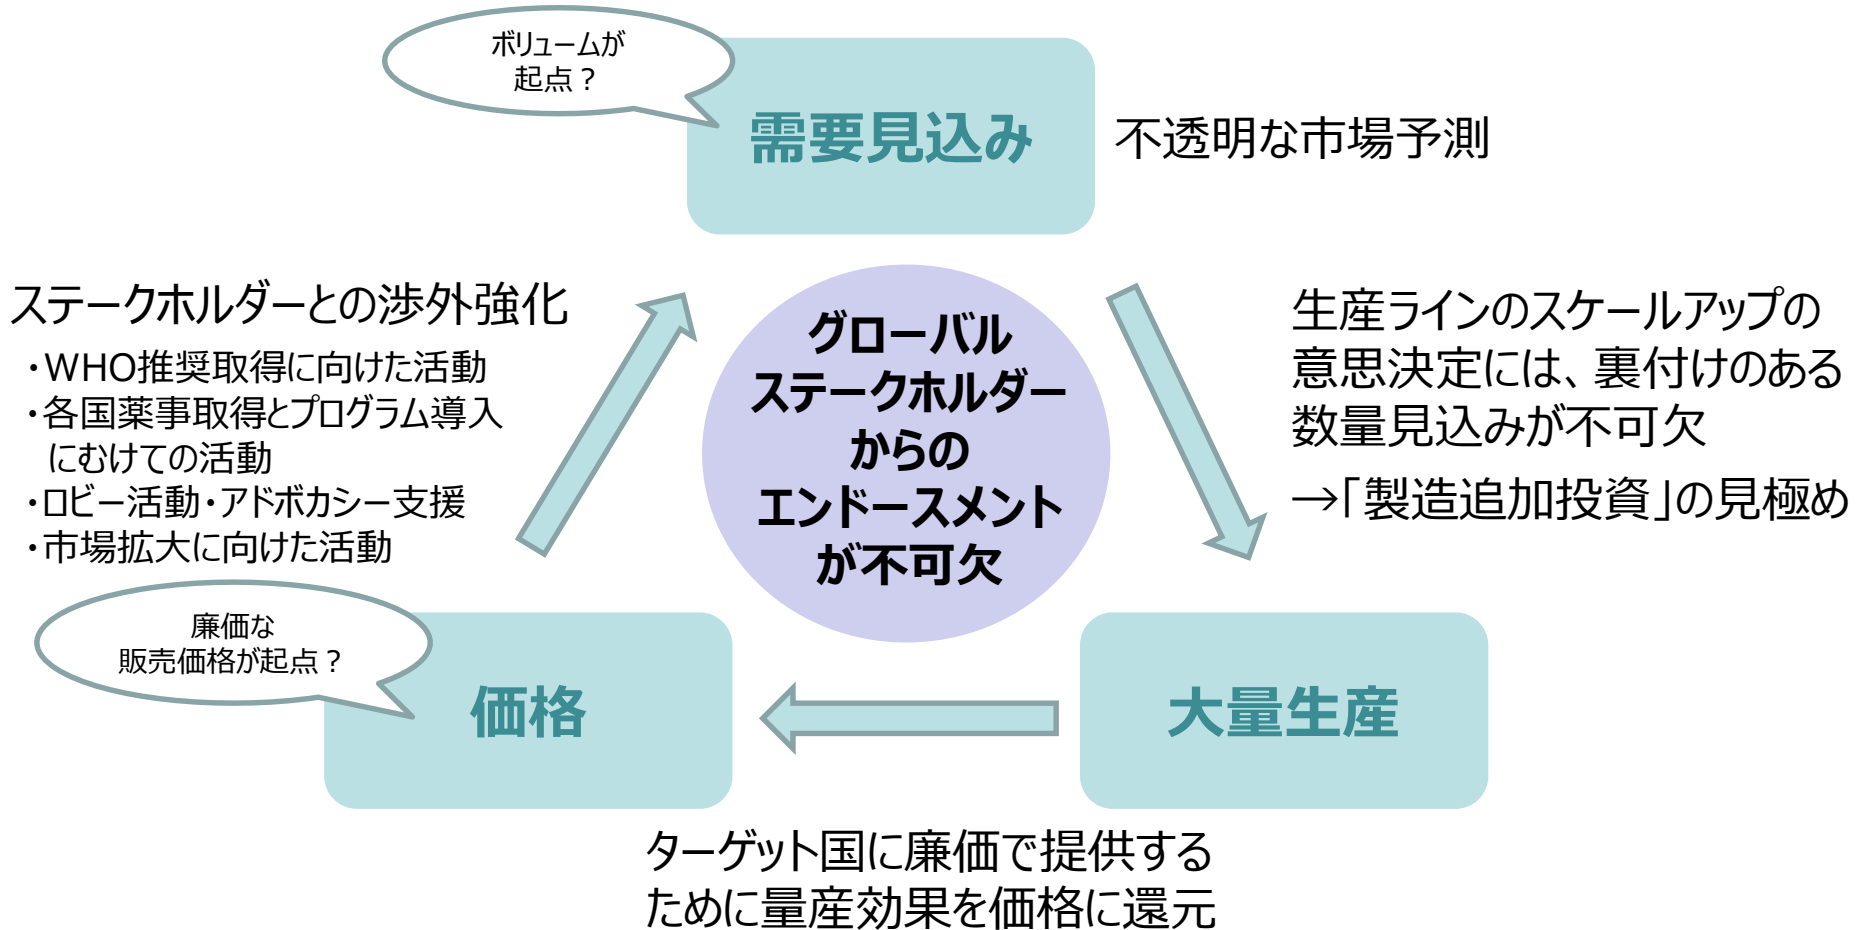 ボリュームが
起点？
需要見込み
不透明な市場予測
ステークホルダーとの渉外強化
・WHO推奨取得に向けた活動
・各国薬事取得とプログラム導入
にむけての活動
・ロビー活動・アドボカシー支援
・市場拡大に向けた活動
グローバル
ステークホルダー
からの
エンドースメント
が不可欠
生産ラインのスケールアップの
意思決定には、裏付けのある
数量見込みが不可欠
→「製造追加投資」の見極め
廉価な
販売価格が起点？
価格
大量生産
ターゲット国に廉価で提供する
ために量産効果を価格に還元